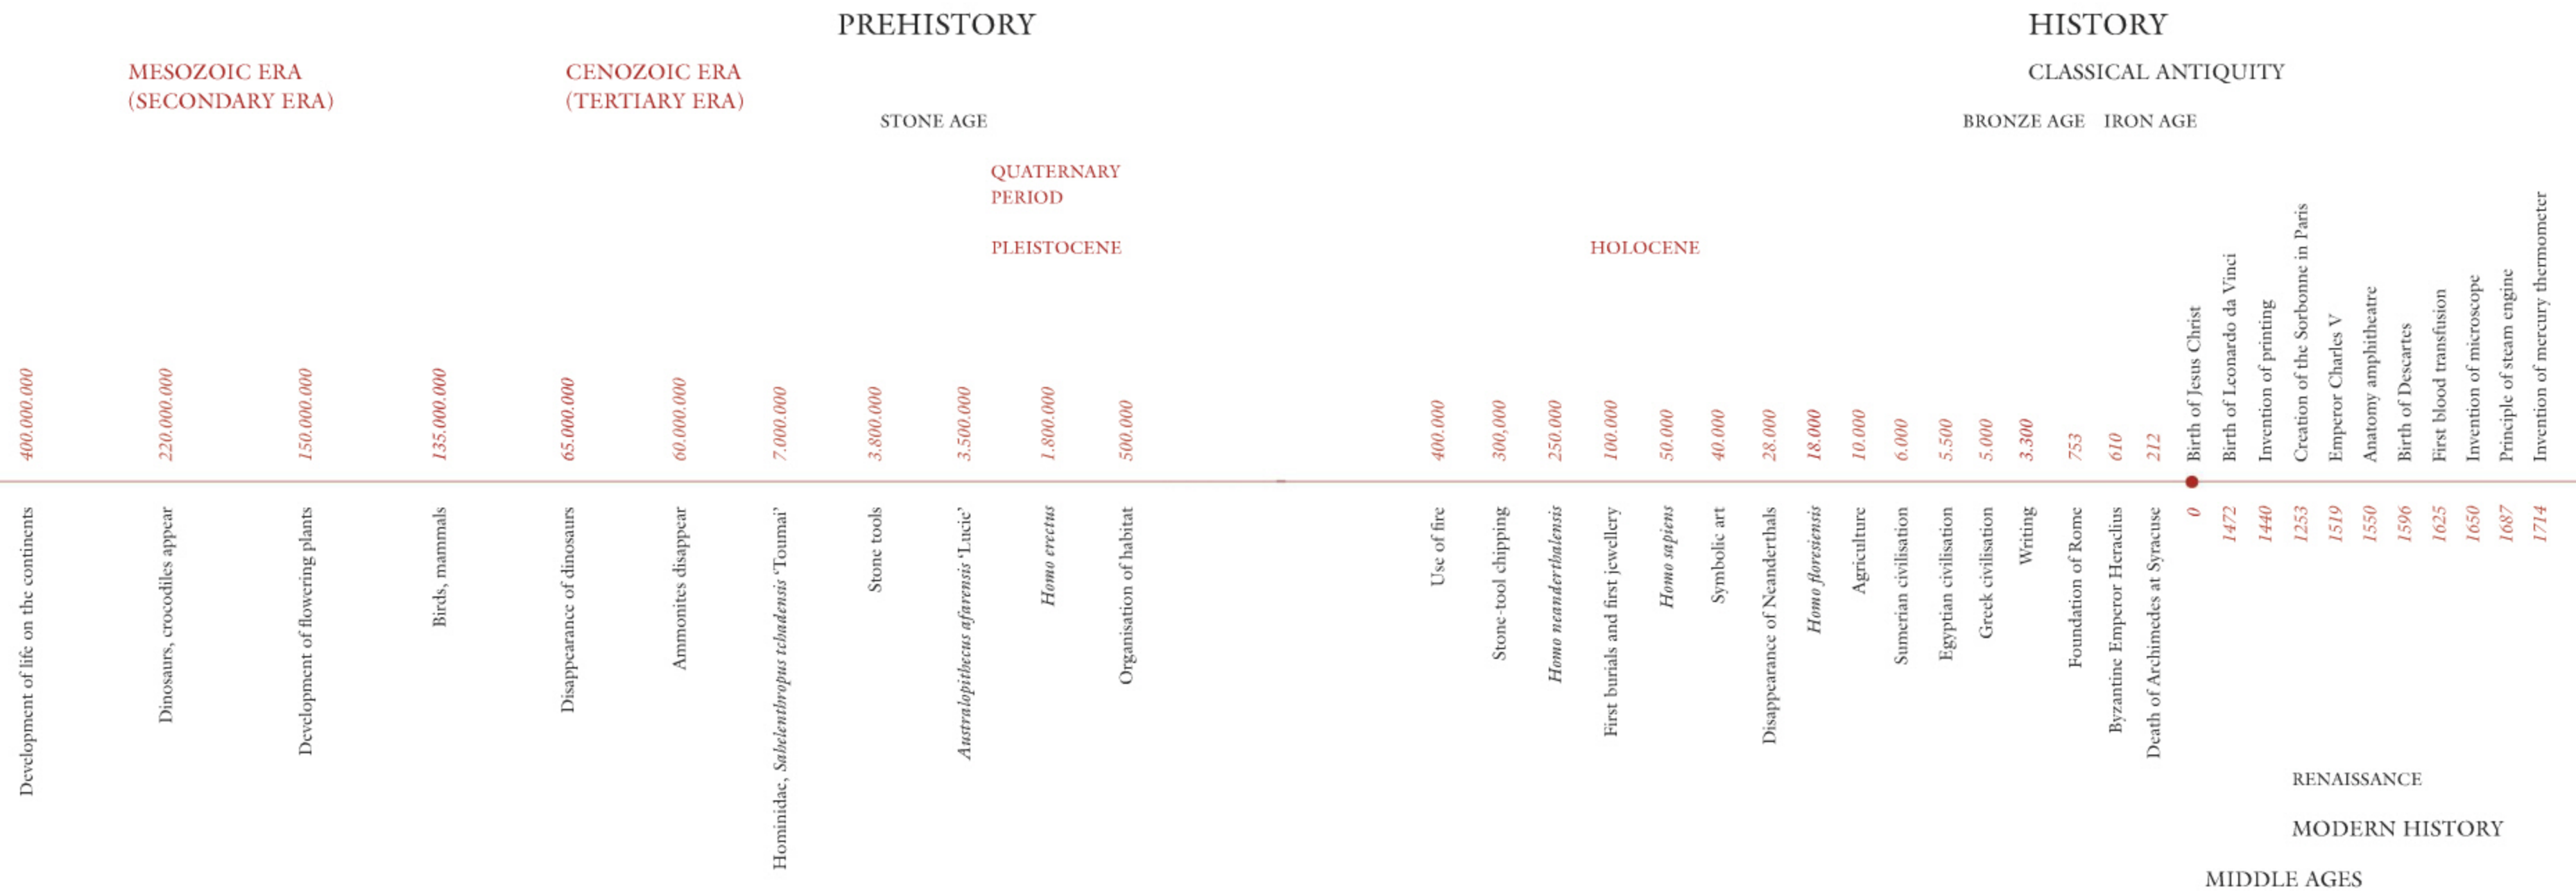 PREHISTORY
HISTORY
MESOZOIC ERA
(SECONDARY ERA)
CENOZOIC ERA
(TERTIARY ERA)
CLASSICAL ANTIQUITY
STONE AGE
BRONZE AGE
IRON AGE
QUATERNARY
PERIOD
PLEISTOCENE
HOLOCENE
400.000.000
Development of life on the continents
220.000.000
Dinosaurs, crocodiles appear
150.000.000
Development of flowering plants
135.000.000
Birds, mammals
65.000.000
Disappearance of dinosaurs
60.000.000
Ammonites disappear
7.000.000
Hominidae, Sahelenthropus tchadensis ‘Toumai’
3.800.000
Stone tools
3.500.000
Australopithecus afarensis ‘Lucie’
1.800.000
Homo erectus
500.000
Organisation of habitat
400.000
Use of fire
300,000
Stone-tool chipping
250.000
Homo neanderthalensis
100.000
First burials and first jewellery
50.000
Homo sapiens
40.000
Symbolic art
28.000
Disappearance of Neanderthals
18.000
Homo floresiensis
10.000
Agriculture
6.000
Sumerian civilisation
5.500
Egyptian civilisation
5.000
Greek civilisation
3.300
Writing
753
Foundation of Rome
610
Byzantine Emperor Heraclius
212
Death of Archimedes at Syracuse
Birth of Jesus Christ
0
Birth of Leonardo da Vinci
1472
Invention of printing
1440
Creation of the Sorbonne in Paris
1253
Emperor Charles V
1519
Anatomy amphitheatre
1550
Birth of Descartes
1596
First blood transfusion
1625
Invention of microscope
1650
Principle of steam engine
1687
Invention of mercury thermometer
1714
RENAISSANCE
MODERN HISTORY
MIDDLE AGES